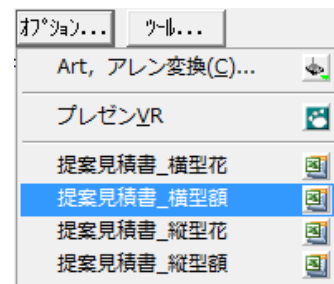 ｵﾌﾟｼｮﾝ... ﾂｰﾙ...
Art, アレン変換(C)...
プレゼンVR
提案見積書_横型花
提案見積書_横型額
提案見積書_縦型花
提案見積書_縦型額